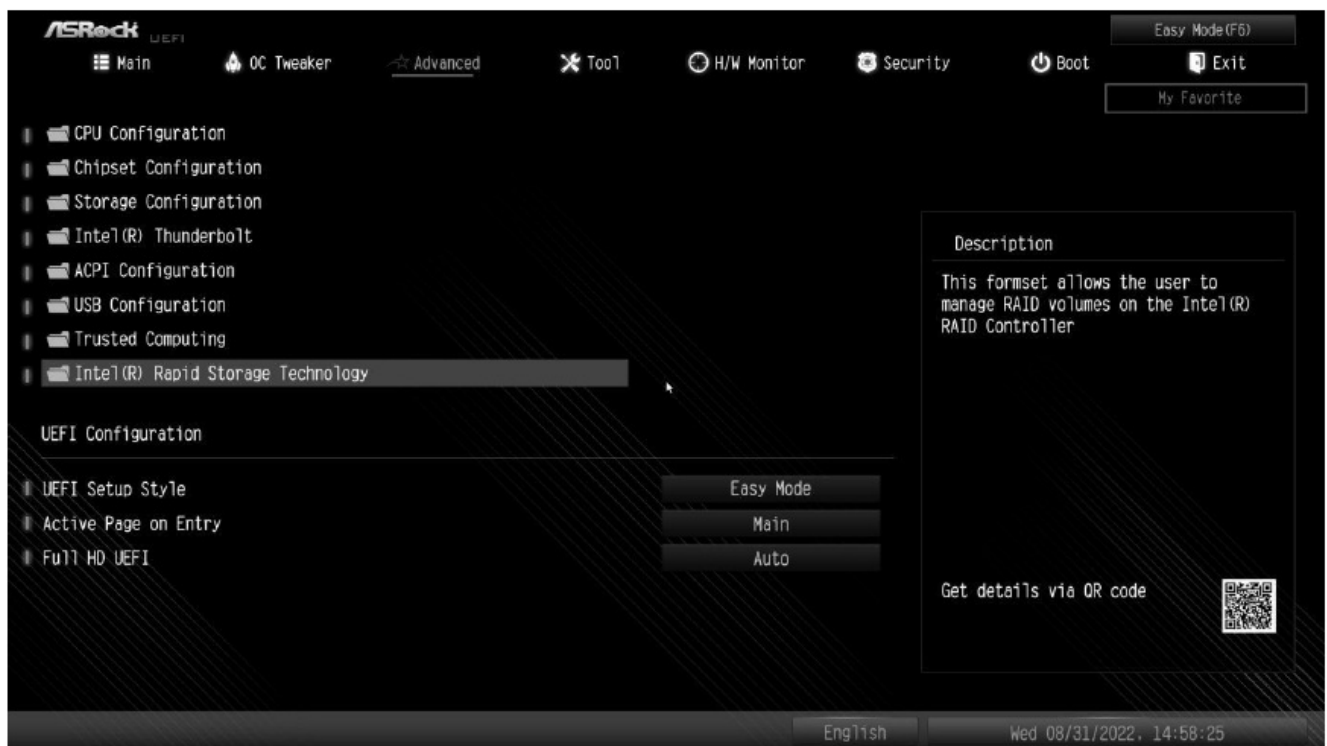 ASRock UEFI
Easy Mode(F6)
Main OC Tweaker Advanced Tool H/W Monitor Security Boot Exit
My Favorite
CPU Configuration
Chipset Configuration
Storage Configuration
Intel(R) Thunderbolt
ACPI Configuration
USB Configuration
Trusted Computing
Intel(R) Rapid Storage Technology
UEFI Configuration
UEFI Setup Style Easy Mode
Active Page on Entry Main
Full HD UEFI Auto
Description
This formset allows the user to
manage RAID volumes on the Intel(R)
RAID Controller
Get details via QR code
English Wed 08/31/2022, 14:58:25